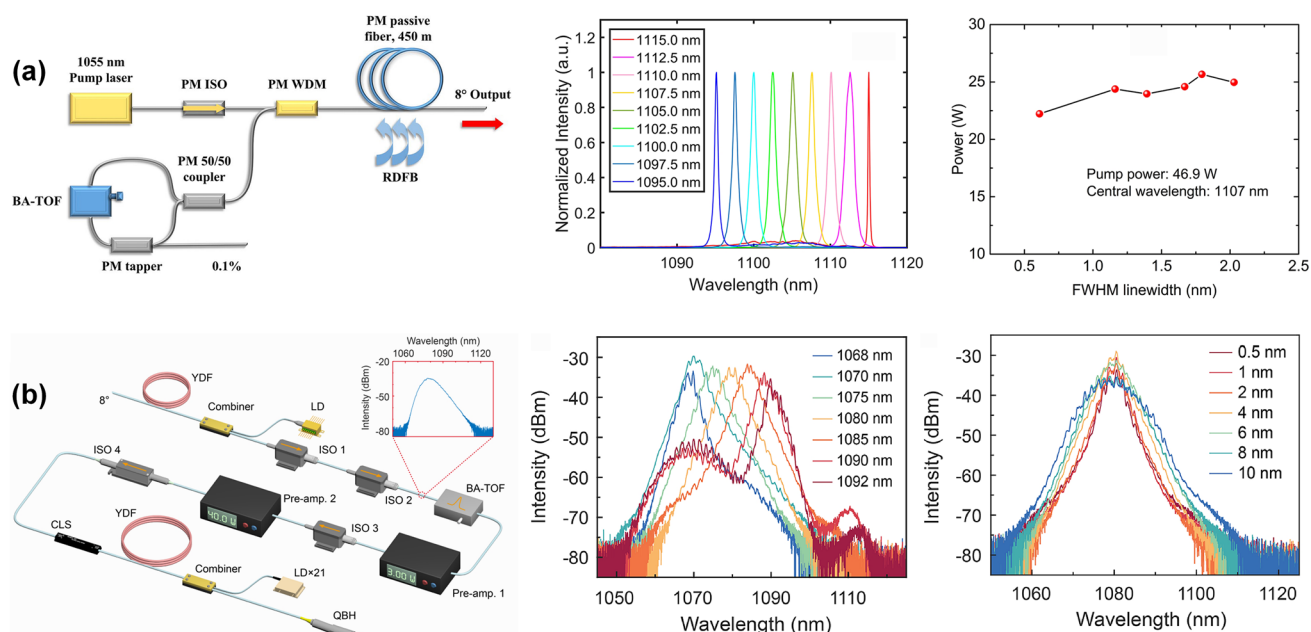 (a)
1055 nm
Pump laser
PM ISO
PM WDM
PM passive
fiber, 450 m
8° Output
RDFB
PM 50/50
coupler
BA-TOF
PM tapper
0.1%
Normalized Intensity (a.u.)
1.2
1
0.8
0.6
0.4
0.2
0
1115.0 nm
1112.5 nm
1110.0 nm
1107.5 nm
1105.0 nm
1102.5 nm
1100.0 nm
1097.5 nm
1095.0 nm
1090
1100
1110
1120
Wavelength (nm)
Power (W)
30
25
20
15
10
Pump power: 46.9 W
Central wavelength: 1107 nm
0.5
1.0
1.5
2.0
2.5
FWHM linewidth (nm)
(b)
8°
YDF
Combiner
LD
ISO 1
ISO 2
BA-TOF
Wavelength (nm)
1060
1090
1120
Intensity (dBm)
-20
-50
-80
ISO 4
Pre-amp. 2
40.0 W
ISO 3
Pre-amp. 1
3.00 W
CLS
YDF
Combiner
LD×21
QBH
Intensity (dBm)
-30
-40
-50
-60
-70
-80
1068 nm
1070 nm
1075 nm
1080 nm
1085 nm
1090 nm
1092 nm
1050
1070
1090
1110
Wavelength (nm)
Intensity (dBm)
-30
-40
-50
-60
-70
-80
0.5 nm
1 nm
2 nm
4 nm
6 nm
8 nm
10 nm
1060
1080
1100
1120
Wavelength (nm)